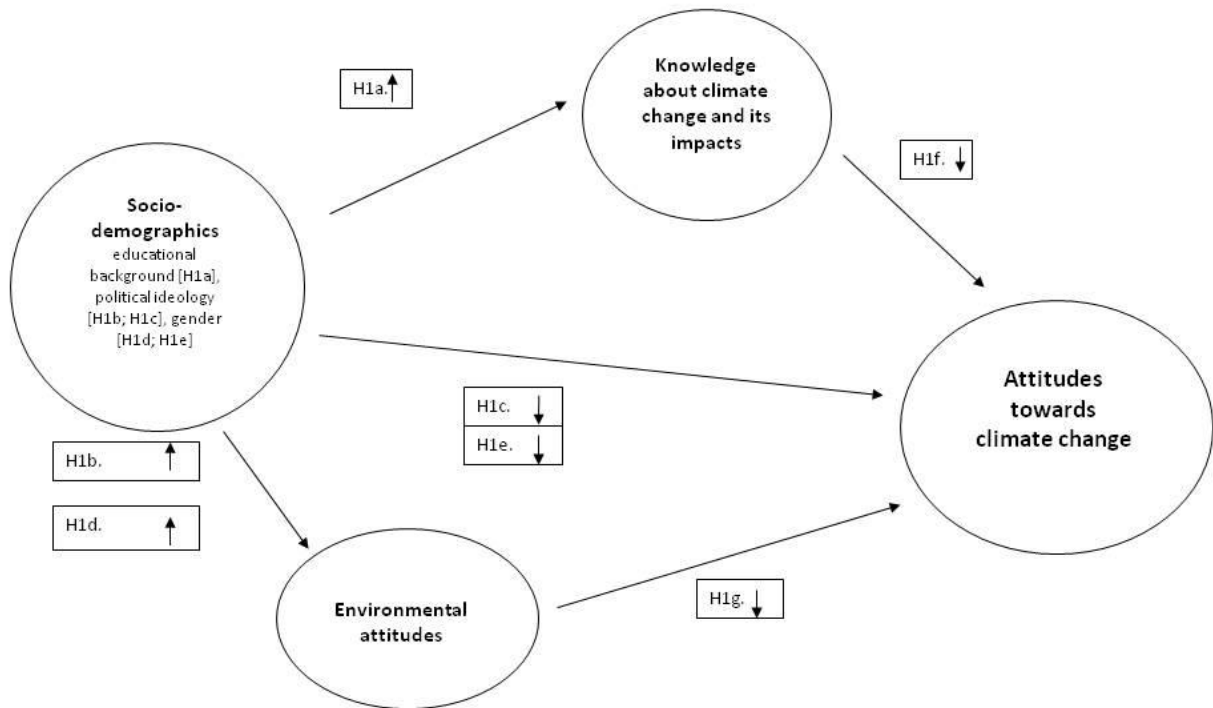 Knowledge
about climate
change and its
impacts
H1a.
H1f.
Socio-
demographics
educational
background [H1a],
political ideology
[H1b; H1c], gender
[H1d; H1e]
H1c.
H1e.
Attitudes
towards
climate change
H1b.
H1d.
Environmental
attitudes
H1g.